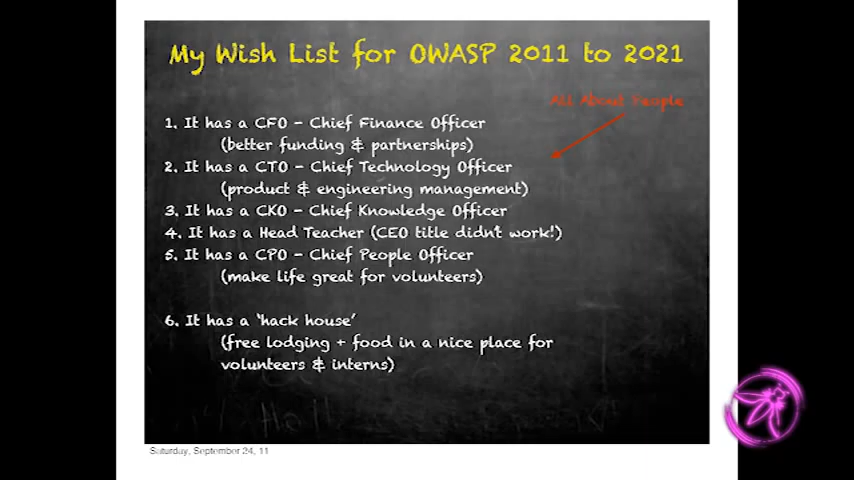 My Wish List for OWASP 2011 to 2021
All About People
1. It has a CFO - Chief Finance Officer
(better funding & partnerships)
2. It has a CTO - Chief Technology Officer
(product & engineering management)
3. It has a CKO - Chief Knowledge Officer
4. It has a Head Teacher (CEO title didn't work!)
5. It has a CPO - Chief People Officer
(make life great for volunteers)
6. It has a 'hack house'
(free lodging + food in a nice place for
volunteers & interns)
Saturday, September 24, 11